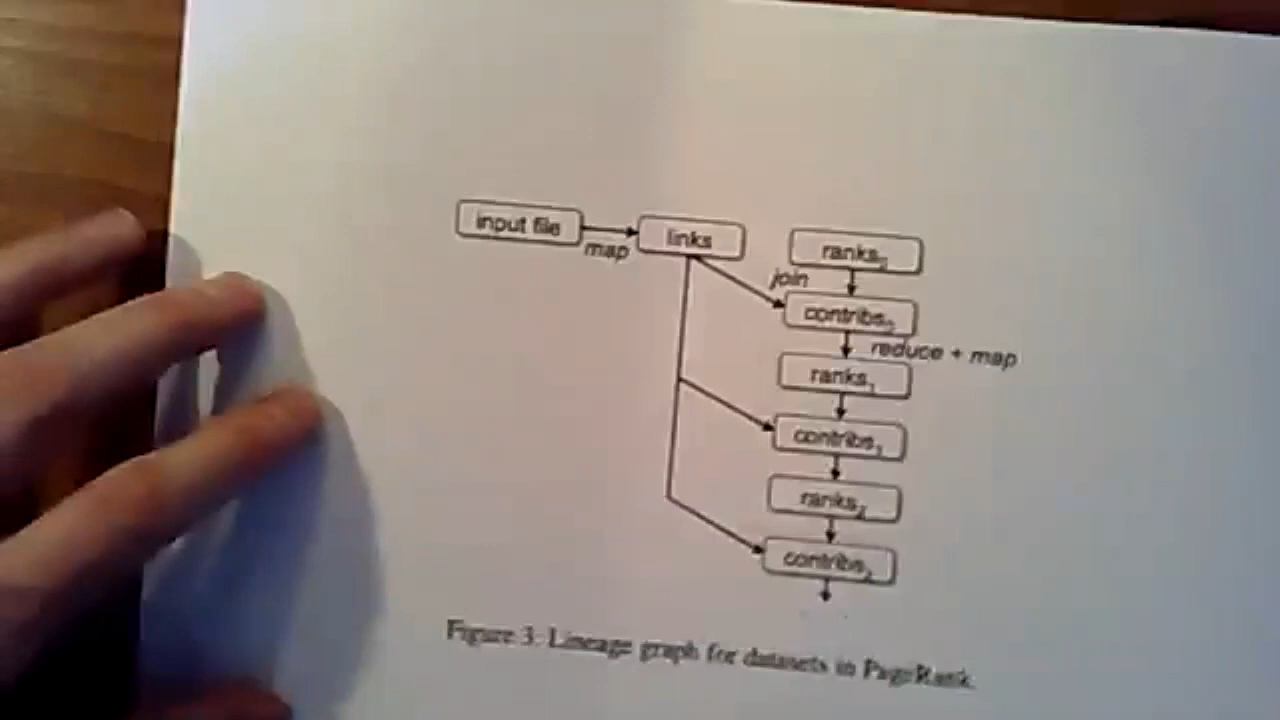 input file
map
links
ranks₀
join
contribs₀
reduce + map
ranks₁
contribs₁
ranks₂
contribs₂
Figure 3: Lineage graph for datasets in PageRank.